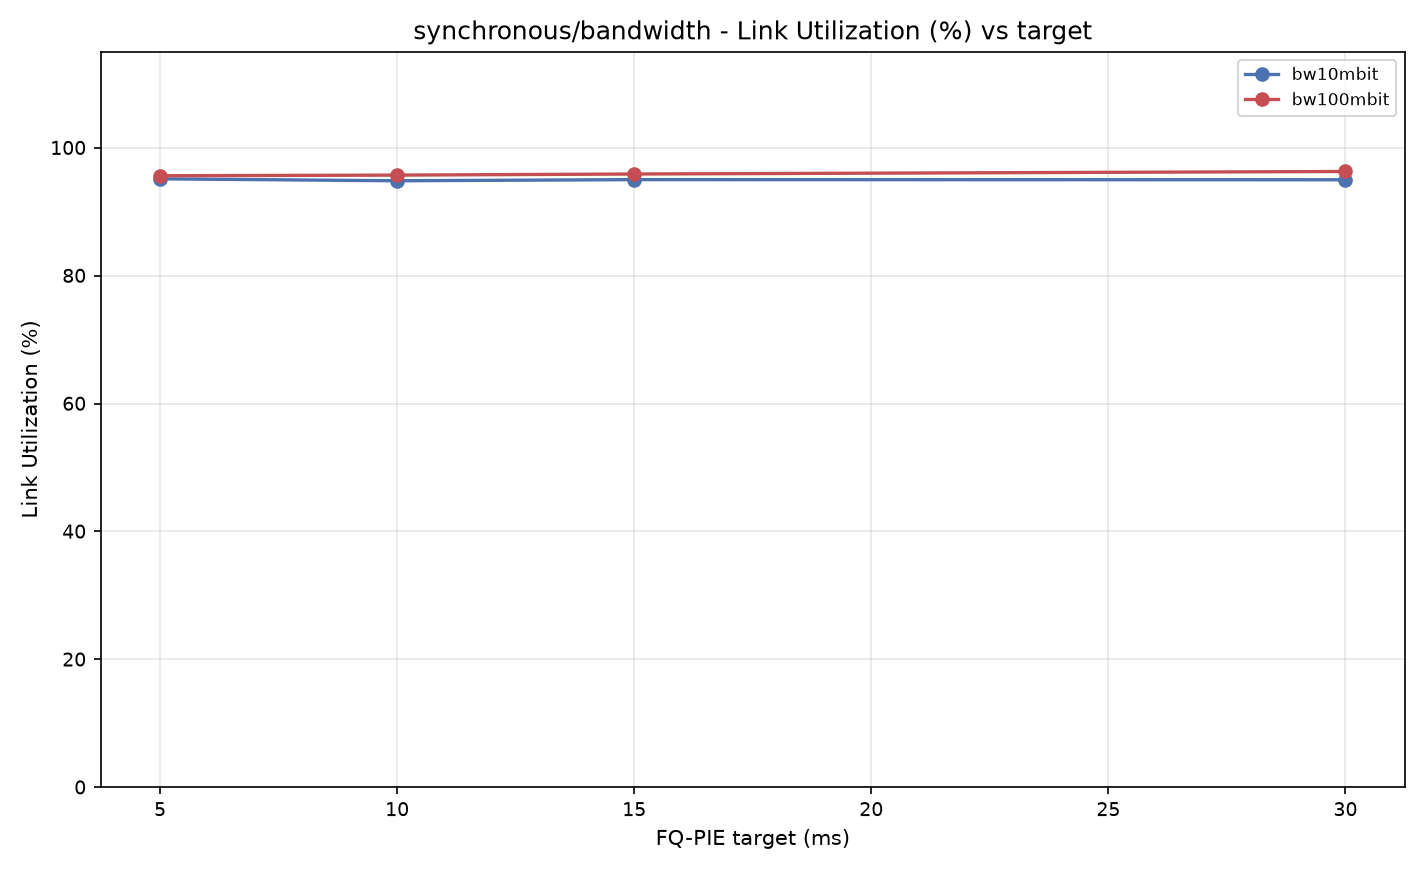 synchronous/bandwidth - Link Utilization (%) vs target
bw10mbit
bw100mbit
Link Utilization (%)
100
80
60
40
20
0
5 10 15 20 25 30
FQ-PIE target (ms)